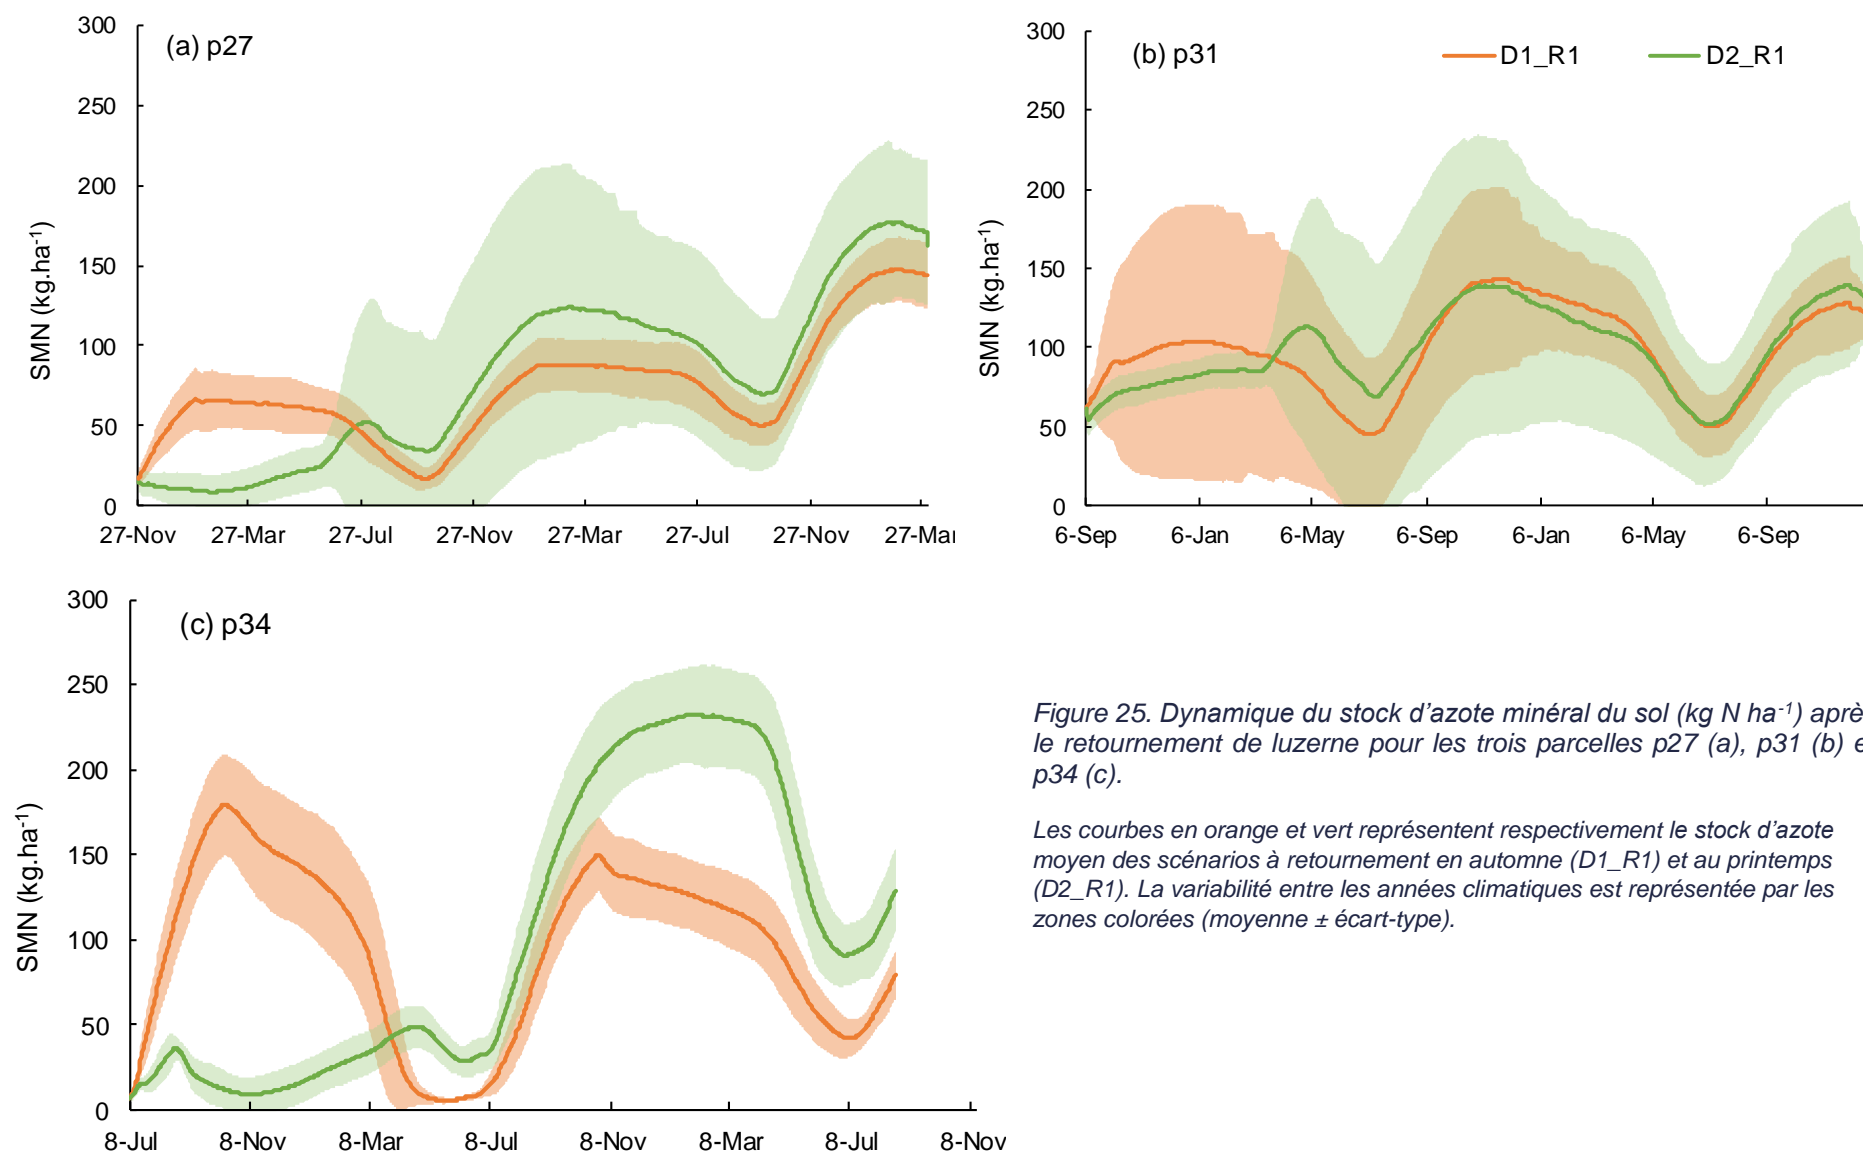 (a) p27
300
250
200
150
100
50
0
SMN (kg.ha⁻¹)
27-Nov 27-Mar 27-Jul 27-Nov 27-Mar 27-Jul 27-Nov 27-Mar
(b) p31
D1_R1 D2_R1
300
250
200
150
100
50
0
SMN (kg.ha⁻¹)
6-Sep 6-Jan 6-May 6-Sep 6-Jan 6-May 6-Sep
(c) p34
300
250
200
150
100
50
0
SMN (kg.ha⁻¹)
8-Jul 8-Nov 8-Mar 8-Jul 8-Nov 8-Mar 8-Jul 8-Nov
Figure 25. Dynamique du stock d’azote minéral du sol (kg N ha⁻¹) aprè
le retournement de luzerne pour les trois parcelles p27 (a), p31 (b) e
p34 (c).
Les courbes en orange et vert représentent respectivement le stock d’azote
moyen des scénarios à retournement en automne (D1_R1) et au printemps
(D2_R1). La variabilité entre les années climatiques est représentée par les
zones colorées (moyenne ± écart-type).